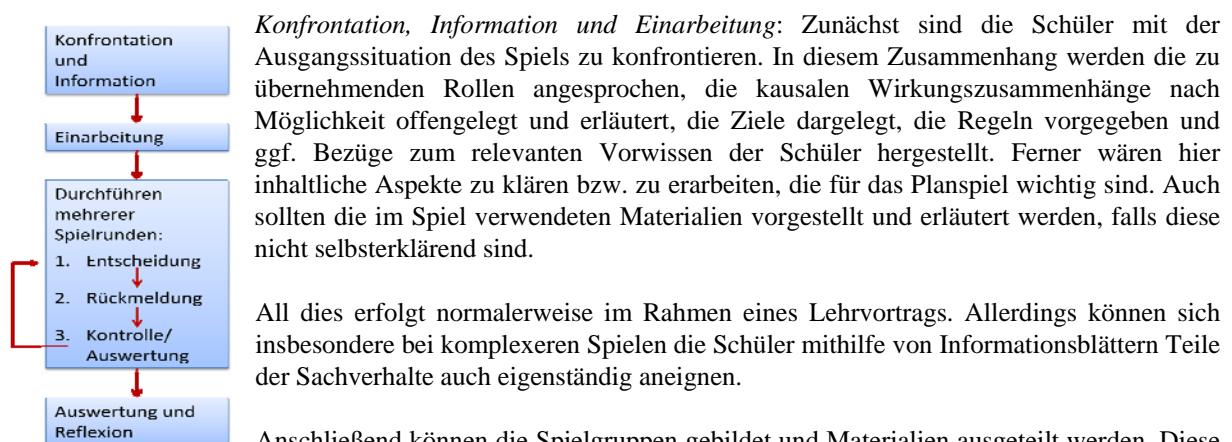 Konfrontation
und
Information
Einarbeitung
Durchführen
mehrerer
Spielrunden:
1. Entscheidung
2. Rückmeldung
3. Kontrolle/
Auswertung
Auswertung und
Reflexion
Konfrontation, Information und Einarbeitung: Zunächst sind die Schüler mit der
Ausgangssituation des Spiels zu konfrontieren. In diesem Zusammenhang werden die zu
übernehmenden Rollen angesprochen, die kausalen Wirkungszusammenhänge nach
Möglichkeit offengelegt und erläutert, die Ziele dargelegt, die Regeln vorgegeben und
ggf. Bezüge zum relevanten Vorwissen der Schüler hergestellt. Ferner wären hier
inhaltliche Aspekte zu klären bzw. zu erarbeiten, die für das Planspiel wichtig sind. Auch
sollten die im Spiel verwendeten Materialien vorgestellt und erläutert werden, falls diese
nicht selbsterklärend sind.
All dies erfolgt normalerweise im Rahmen eines Lehrvortrags. Allerdings können sich
insbesondere bei komplexeren Spielen die Schüler mithilfe von Informationsblättern Teile
der Sachverhalte auch eigenständig aneignen.
Anschließend können die Spielgruppen gebildet und Materialien ausgeteilt werden. Diese